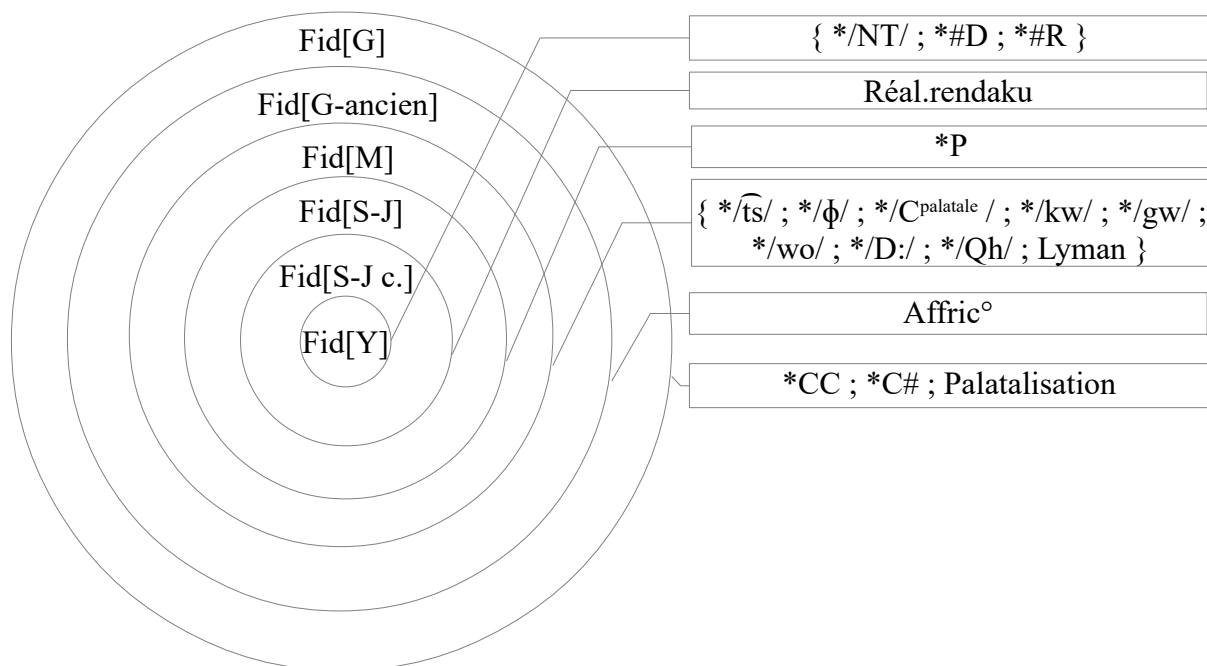 Fid[G]
Fid[G-ancien]
Fid[M]
Fid[S-J]
Fid[S-J c.]
Fid[Y]
{ */NT/ ; *#D ; *#R }
Réal.rendaku
*P
{ */t͡s/ ; */ɸ/ ; */Cpalatale / ; */kw/ ; */gw/ ;
*/wo/ ; */D:/ ; */Qh/ ; Lyman }
Affric°
*CC ; *C# ; Palatalisation